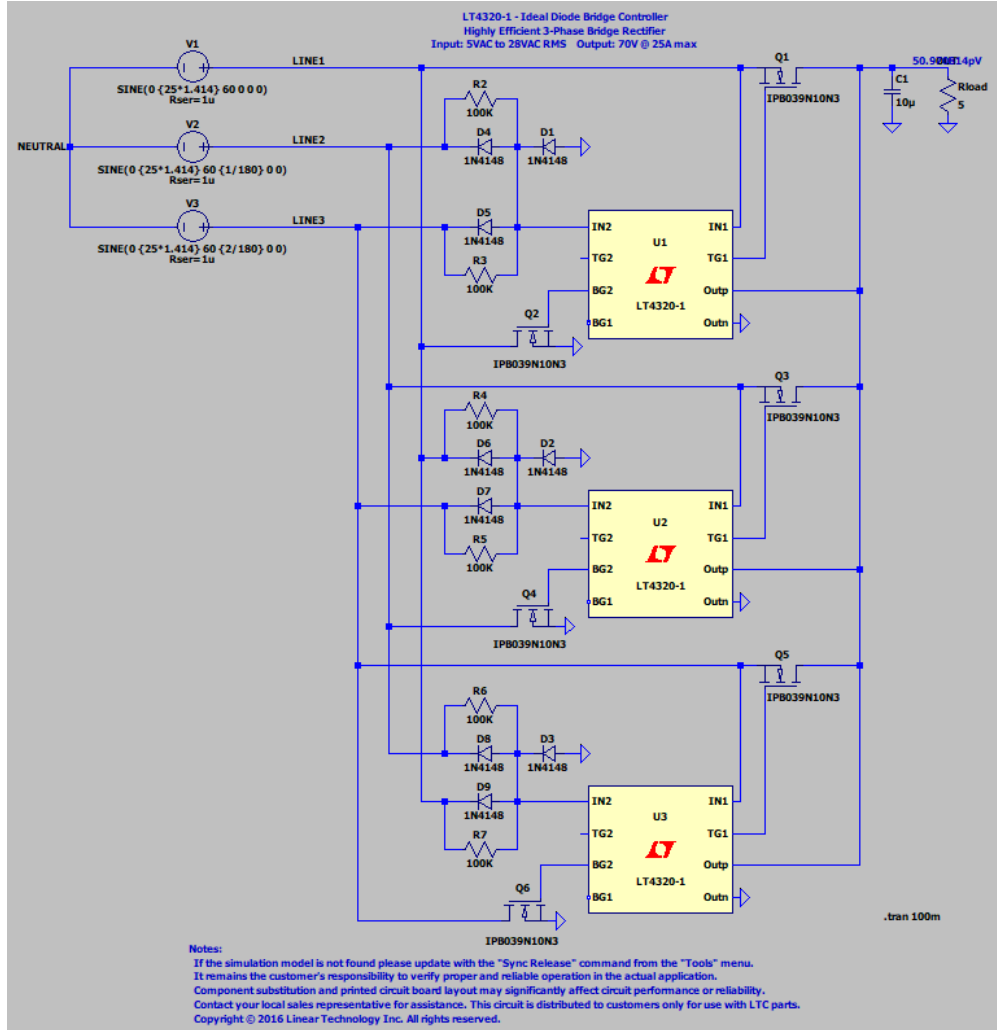 LT4320-1 - Ideal Diode Bridge Controller
Highly Efficient 3-Phase Bridge Rectifier
Input: 5VAC to 28VAC RMS Output: 70V @ 25A max
V1
LINE1
SINE(0 {25*1.414} 60 0 0 0)
Rser=1u
V2
LINE2
NEUTRAL
SINE(0 {25*1.414} 60 {1/180} 0 0)
Rser=1u
V3
LINE3
SINE(0 {25*1.414} 60 {2/180} 0 0)
Rser=1u
Q1
IPB039N10N3
C1
10µ
Rload
5
R2
100K
D4
1N4148
D1
1N4148
D5
1N4148
R3
100K
IN2
IN1
U1
TG2
TG1
BG2
Outp
LT4320-1
BG1
Outn
Q2
IPB039N10N3
Q3
IPB039N10N3
R4
100K
D6
1N4148
D2
1N4148
D7
1N4148
R5
100K
IN2
IN1
U2
TG2
TG1
BG2
Outp
LT4320-1
BG1
Outn
Q4
IPB039N10N3
Q5
IPB039N10N3
R6
100K
D8
1N4148
D3
1N4148
D9
1N4148
R7
100K
IN2
IN1
U3
TG2
TG1
BG2
Outp
LT4320-1
BG1
Outn
Q6
IPB039N10N3
.tran 100m
Notes:
If the simulation model is not found please update with the "Sync Release" command from the "Tools" menu.
It remains the customer's responsibility to verify proper and reliable operation in the actual application.
Component substitution and printed circuit board layout may significantly affect circuit performance or reliability.
Contact your local sales representative for assistance. This circuit is distributed to customers only for use with LTC parts.
Copyright © 2016 Linear Technology Inc. All rights reserved.